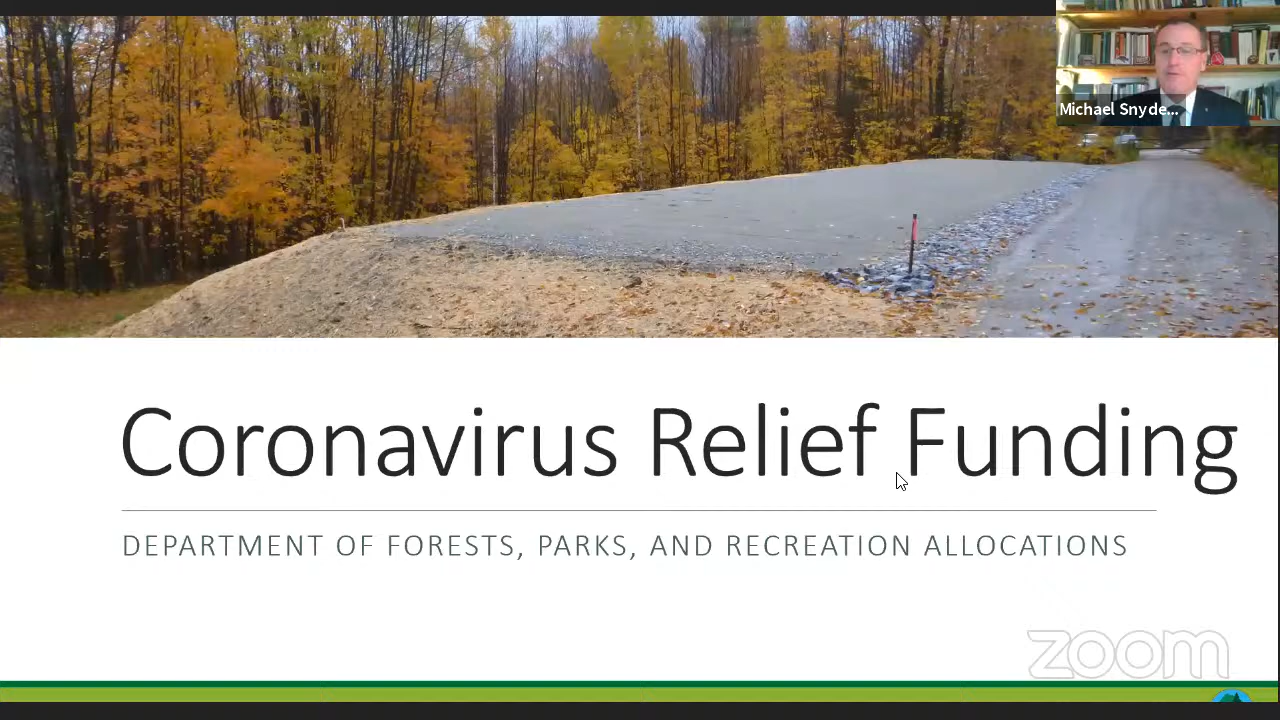 Michael Snyde...
Coronavirus Relief Funding
DEPARTMENT OF FORESTS, PARKS, AND RECREATION ALLOCATIONS
zoom